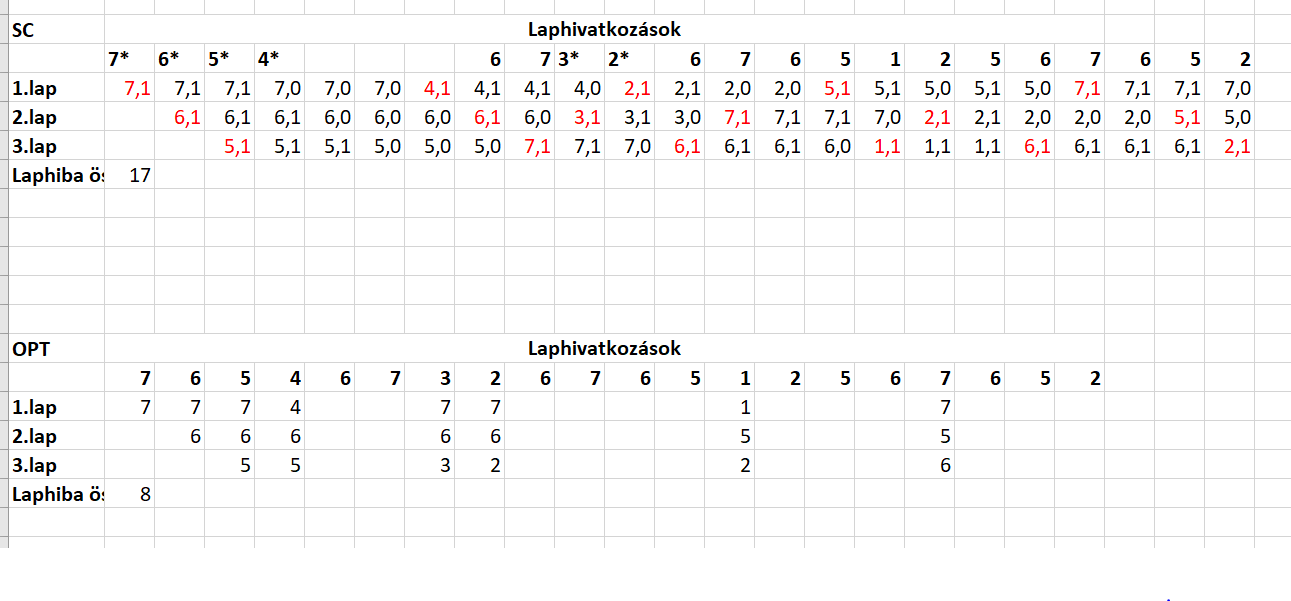 SC Laphivatkozások
7* 6* 5* 4* 6 7 3* 2* 6 7 6 5 1 2 5 6 7 6 5 2
1.lap 7,1 7,1 7,1 7,0 7,0 7,0 4,1 4,1 4,1 4,0 2,1 2,1 2,0 2,0 5,1 5,1 5,0 5,1 5,0 7,1 7,1 7,1 7,0
2.lap 6,1 6,1 6,1 6,0 6,0 6,0 6,1 6,0 3,1 3,1 3,0 7,1 7,1 7,1 7,0 2,1 2,1 2,0 2,0 2,0 5,1 5,0
3.lap 5,1 5,1 5,1 5,0 5,0 5,0 7,1 7,1 7,0 6,1 6,1 6,1 6,0 1,1 1,1 1,1 6,1 6,1 6,1 6,1 2,1
Laphiba ös 17
OPT Laphivatkozások
7 6 5 4 6 7 3 2 6 7 6 5 1 2 5 6 7 6 5 2
1.lap 7 7 7 4 7 7 1 7
2.lap 6 6 6 6 6 5 5
3.lap 5 5 3 2 2 6
Laphiba ös 8